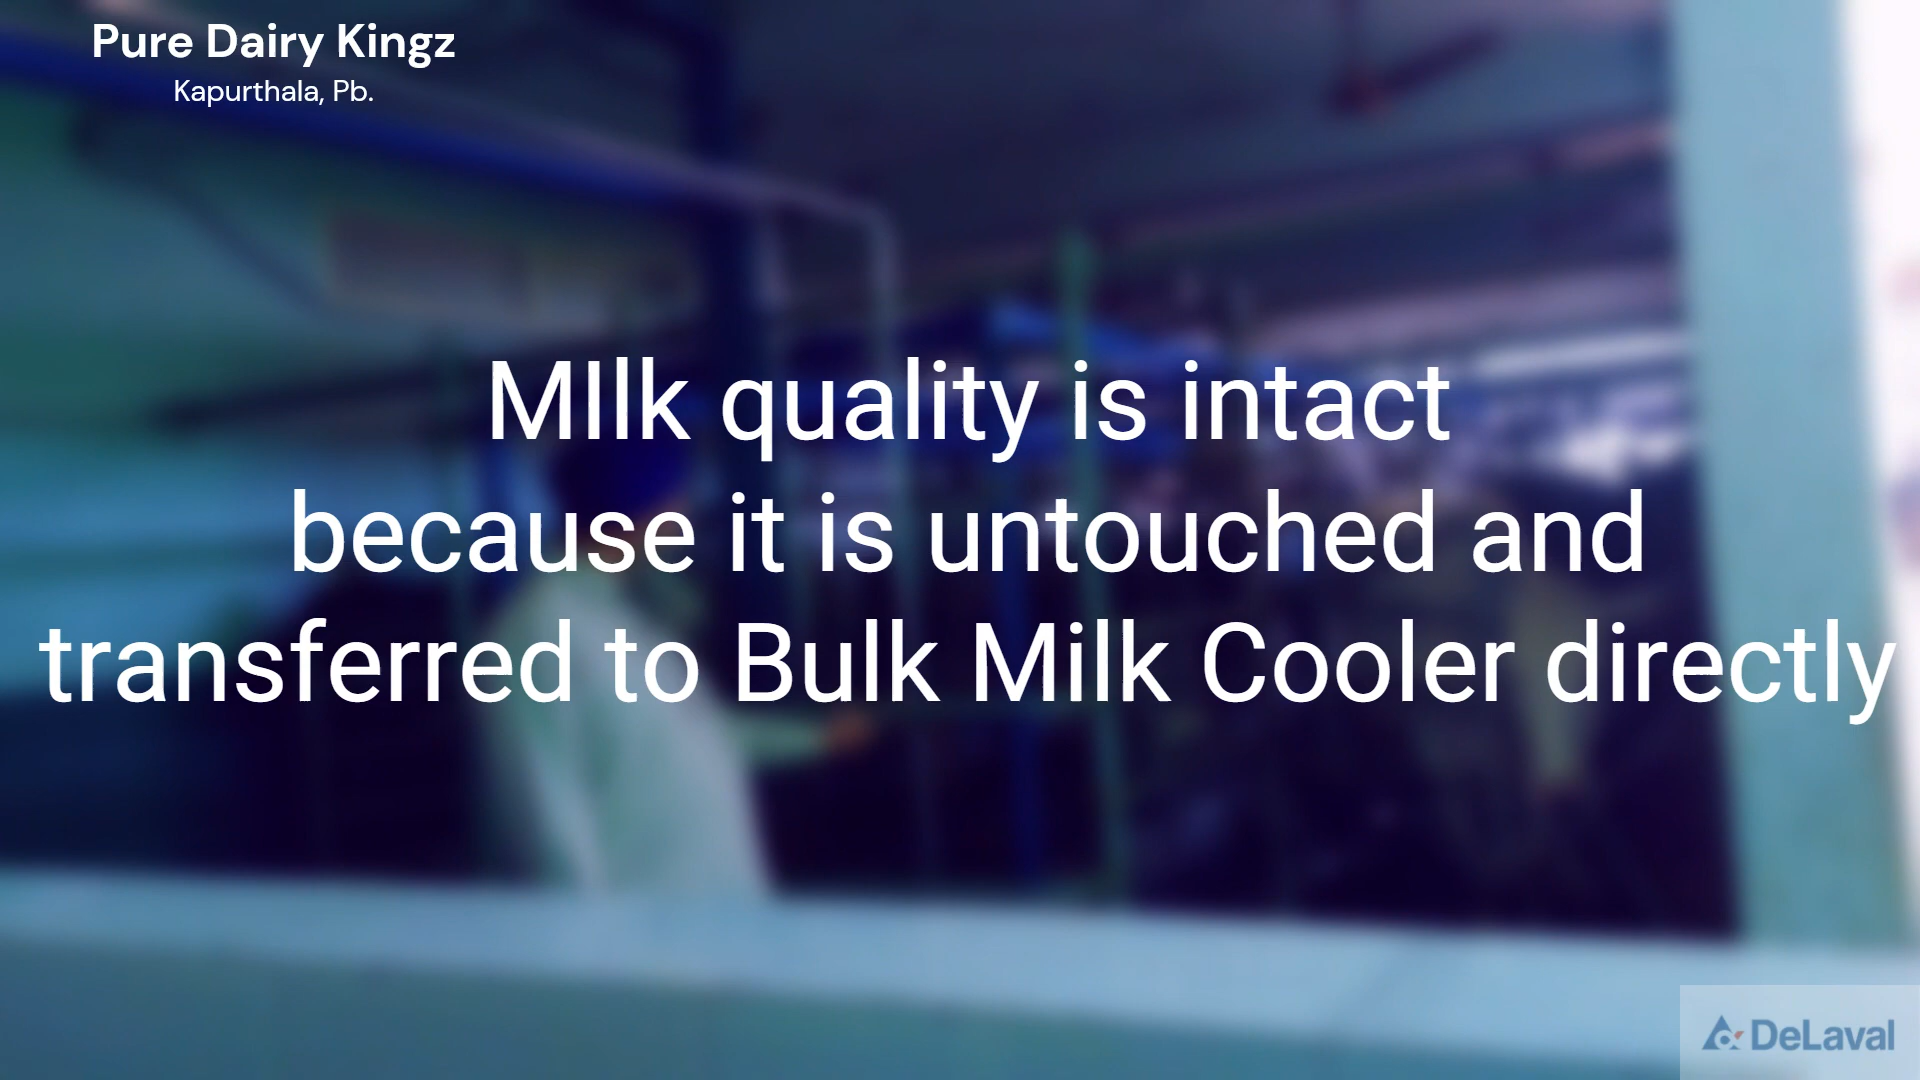 Pure Dairy Kingz
Kapurthala, Pb.
MIlk quality is intact
because it is untouched and
transferred to Bulk Milk Cooler directly
DeLaval